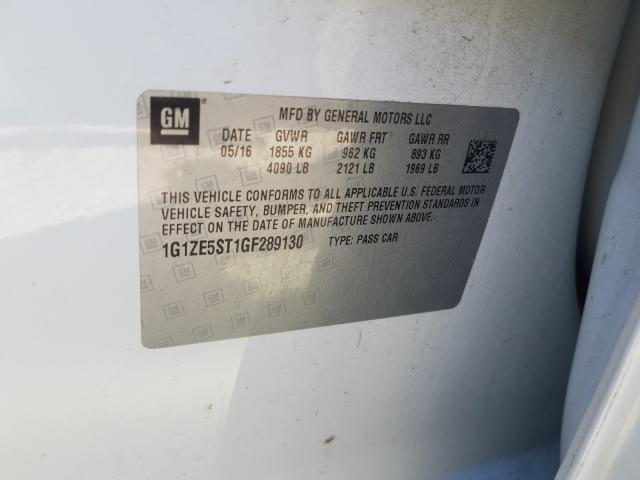 GM
MFD BY GENERAL MOTORS LLC
DATE GVWR GAWR FRT GAWR RR
05/16 1855 KG 962 KG 893 KG
4090 LB 2121 LB 1969 LB
THIS VEHICLE CONFORMS TO ALL APPLICABLE U.S. FEDERAL MOTOR
VEHICLE SAFETY, BUMPER, AND THEFT PREVENTION STANDARDS IN
EFFECT ON THE DATE OF MANUFACTURE SHOWN ABOVE.
1G1ZE5ST1GF289130 TYPE: PASS CAR